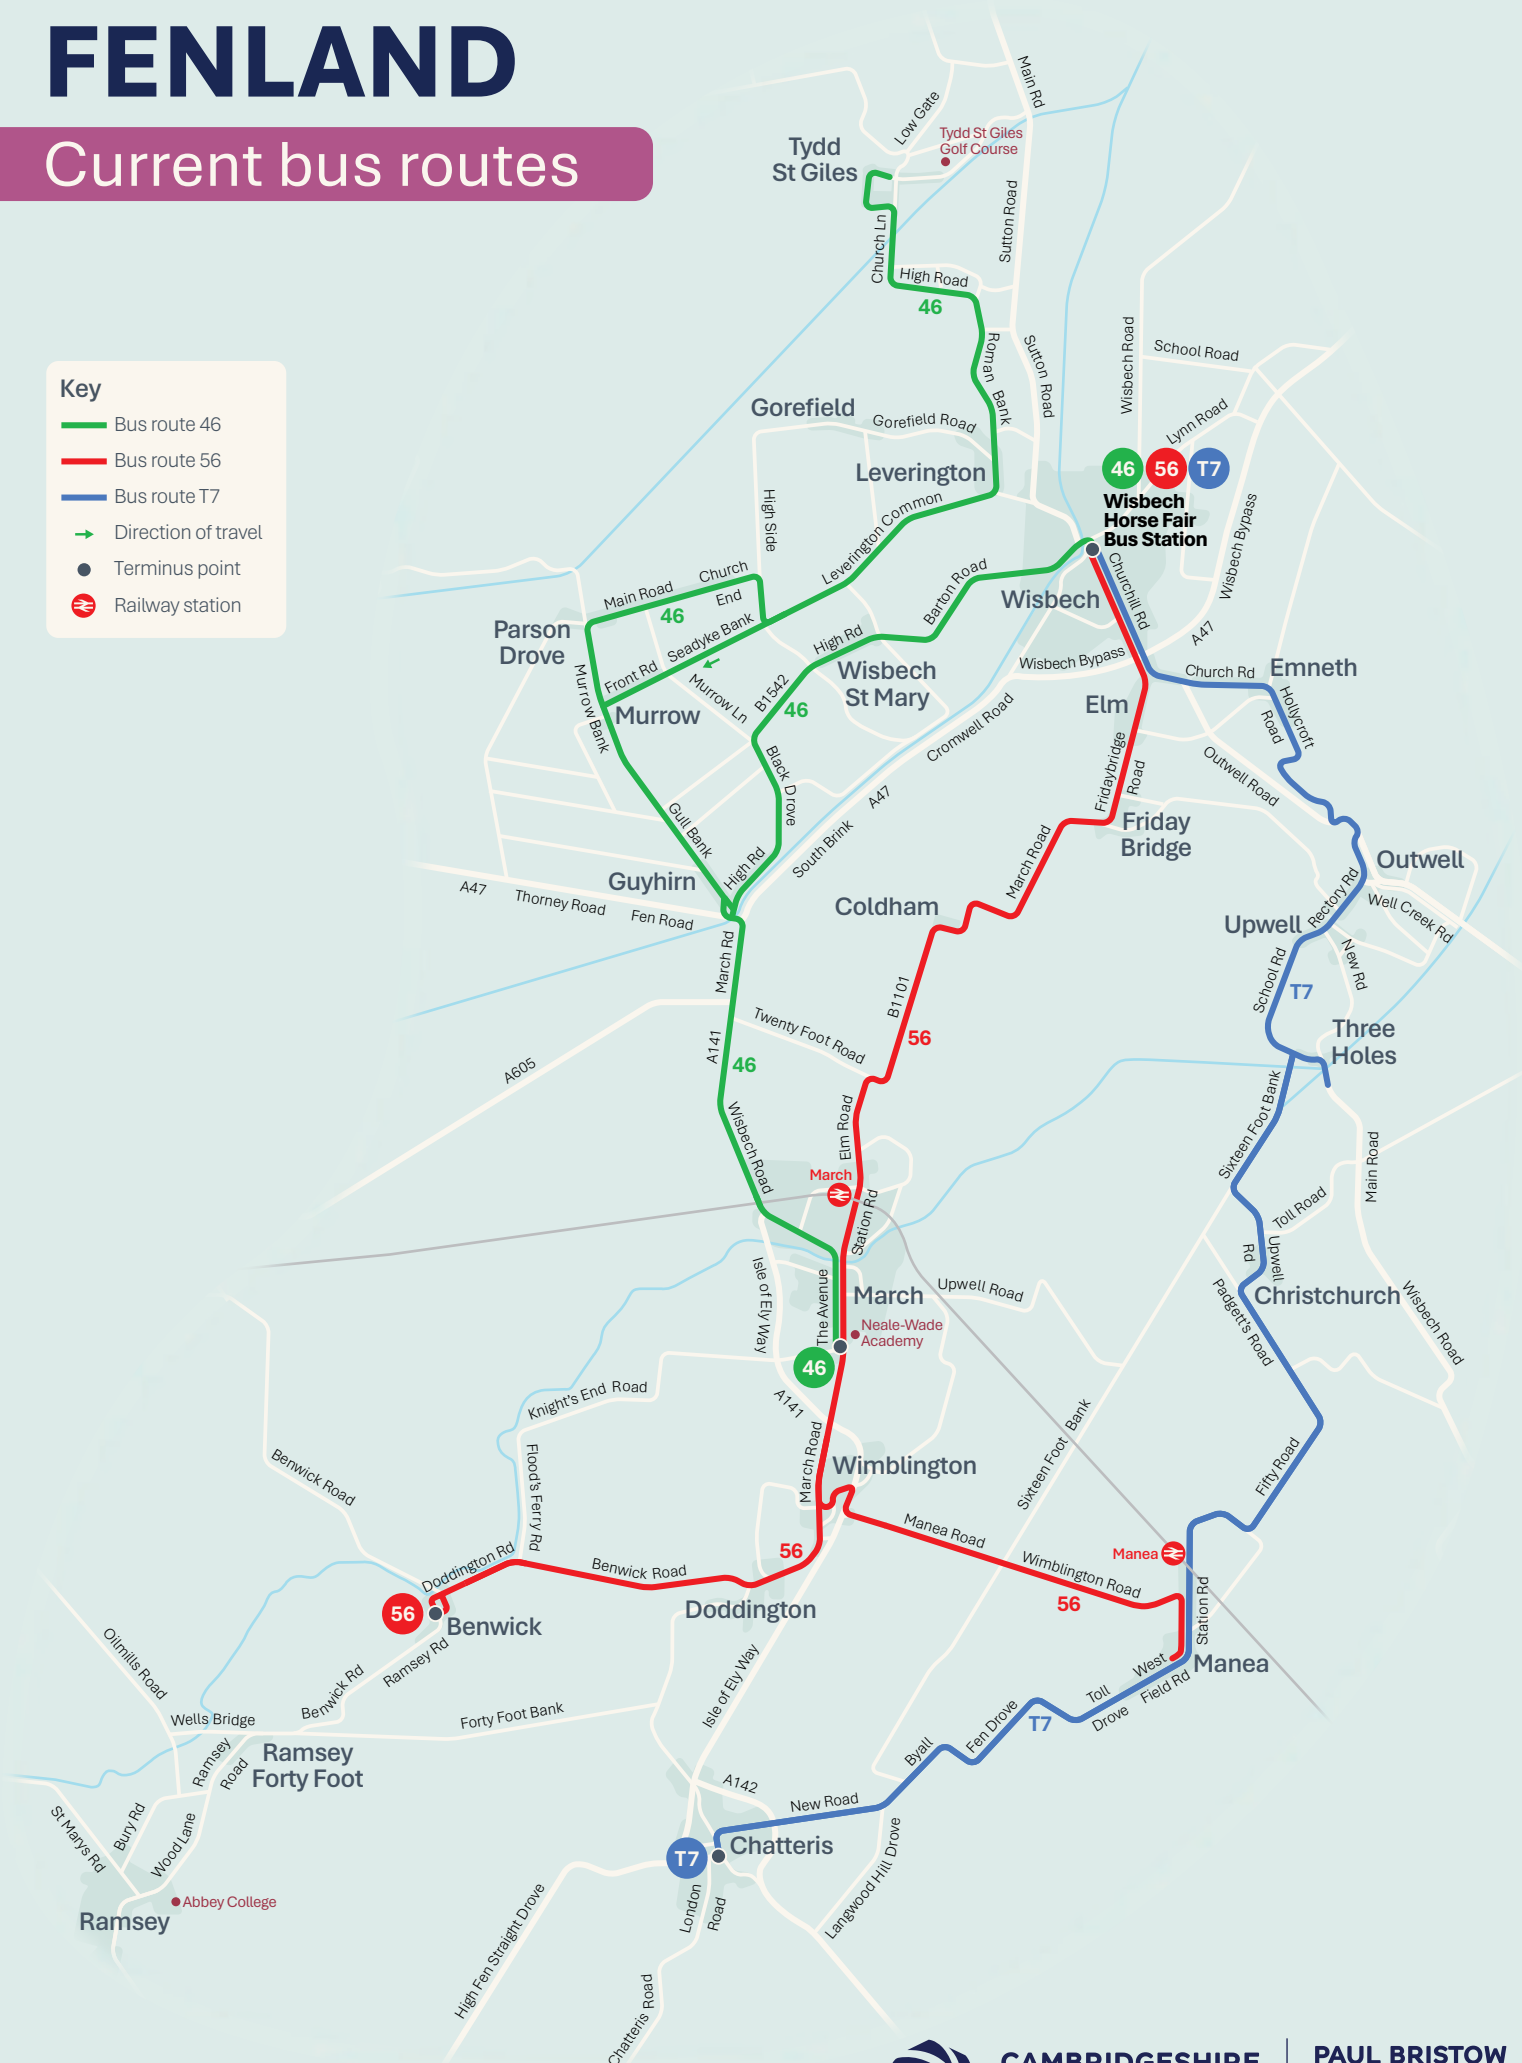 FENLAND
Current bus routes
Key
Bus route 46
Bus route 56
Bus route T7
Direction of travel
Terminus point
Railway station
Main Rd
Low Gate
Tydd St Giles
Golf Course
Tydd
St Giles
Sutton Road
Church Ln
High Road
46
Roman Bank
Sutton Road
Wisbech Road
School Road
Lynn Road
Gorefield
Gorefield Road
Leverington
46
56
T7
Wisbech
Horse Fair
Bus Station
Wisbech Bypass
High Side
Leverington Common
Main Road
Church
End
46
Seadyke Bank
Front Rd
Parson
Drove
Murrow Bank
Murrow
Murrow Ln
Barton Road
High Rd
B1542
46
Wisbech
St Mary
Wisbech
Churchill Rd
Wisbech Bypass
A47
Church Rd
Emneth
Hollycroft
Road
Elm
Cromwell Road
Fridaybridge
Road
Outwell Road
Black Drove
Gull Bank
High Rd
A47
South Brink
March Road
Friday
Bridge
Outwell
Guyhirn
A47
Thorney Road
Fen Road
Coldham
Rectory Rd
Well Creek Rd
Upwell
New Rd
School Rd
T7
March Rd
B1101
56
Twenty Foot Road
A141
46
A605
Three
Holes
Sixteen Foot Bank
Wisbech Road
Elm Road
March
Station Rd
Main Road
Toll Road
Upwell
Rd
Isle of Ely Way
The Avenue
March
Upwell Road
Neale-Wade
Academy
46
Padgett's Road
Christchurch
Wisbech Road
Knight's End Road
A141
Flood's Ferry Rd
Benwick Road
March Road
Wimblington
Sixteen Foot Bank
Fifty Road
Manea Road
Wimblington Road
56
Manea
Station Rd
Doddington Rd
Benwick Road
56
Doddington
56
Benwick
West
Manea
Field Rd
Toll
Drove
T7
Fen Drove
Byall
Oilmills Road
Ramsey Rd
Benwick Rd
Wells Bridge
Forty Foot Bank
Isle of Ely Way
Ramsey
Forty Foot
Ramsey
Road
A142
New Road
Chatteris
T7
St Marys Rd
Bury Rd
Wood Lane
Abbey College
Ramsey
London
Road
Langwood Hill Drove
High Fen Straight Drove
Chatteris Road
CAMBRIDGESHIRE
PAUL BRISTOW